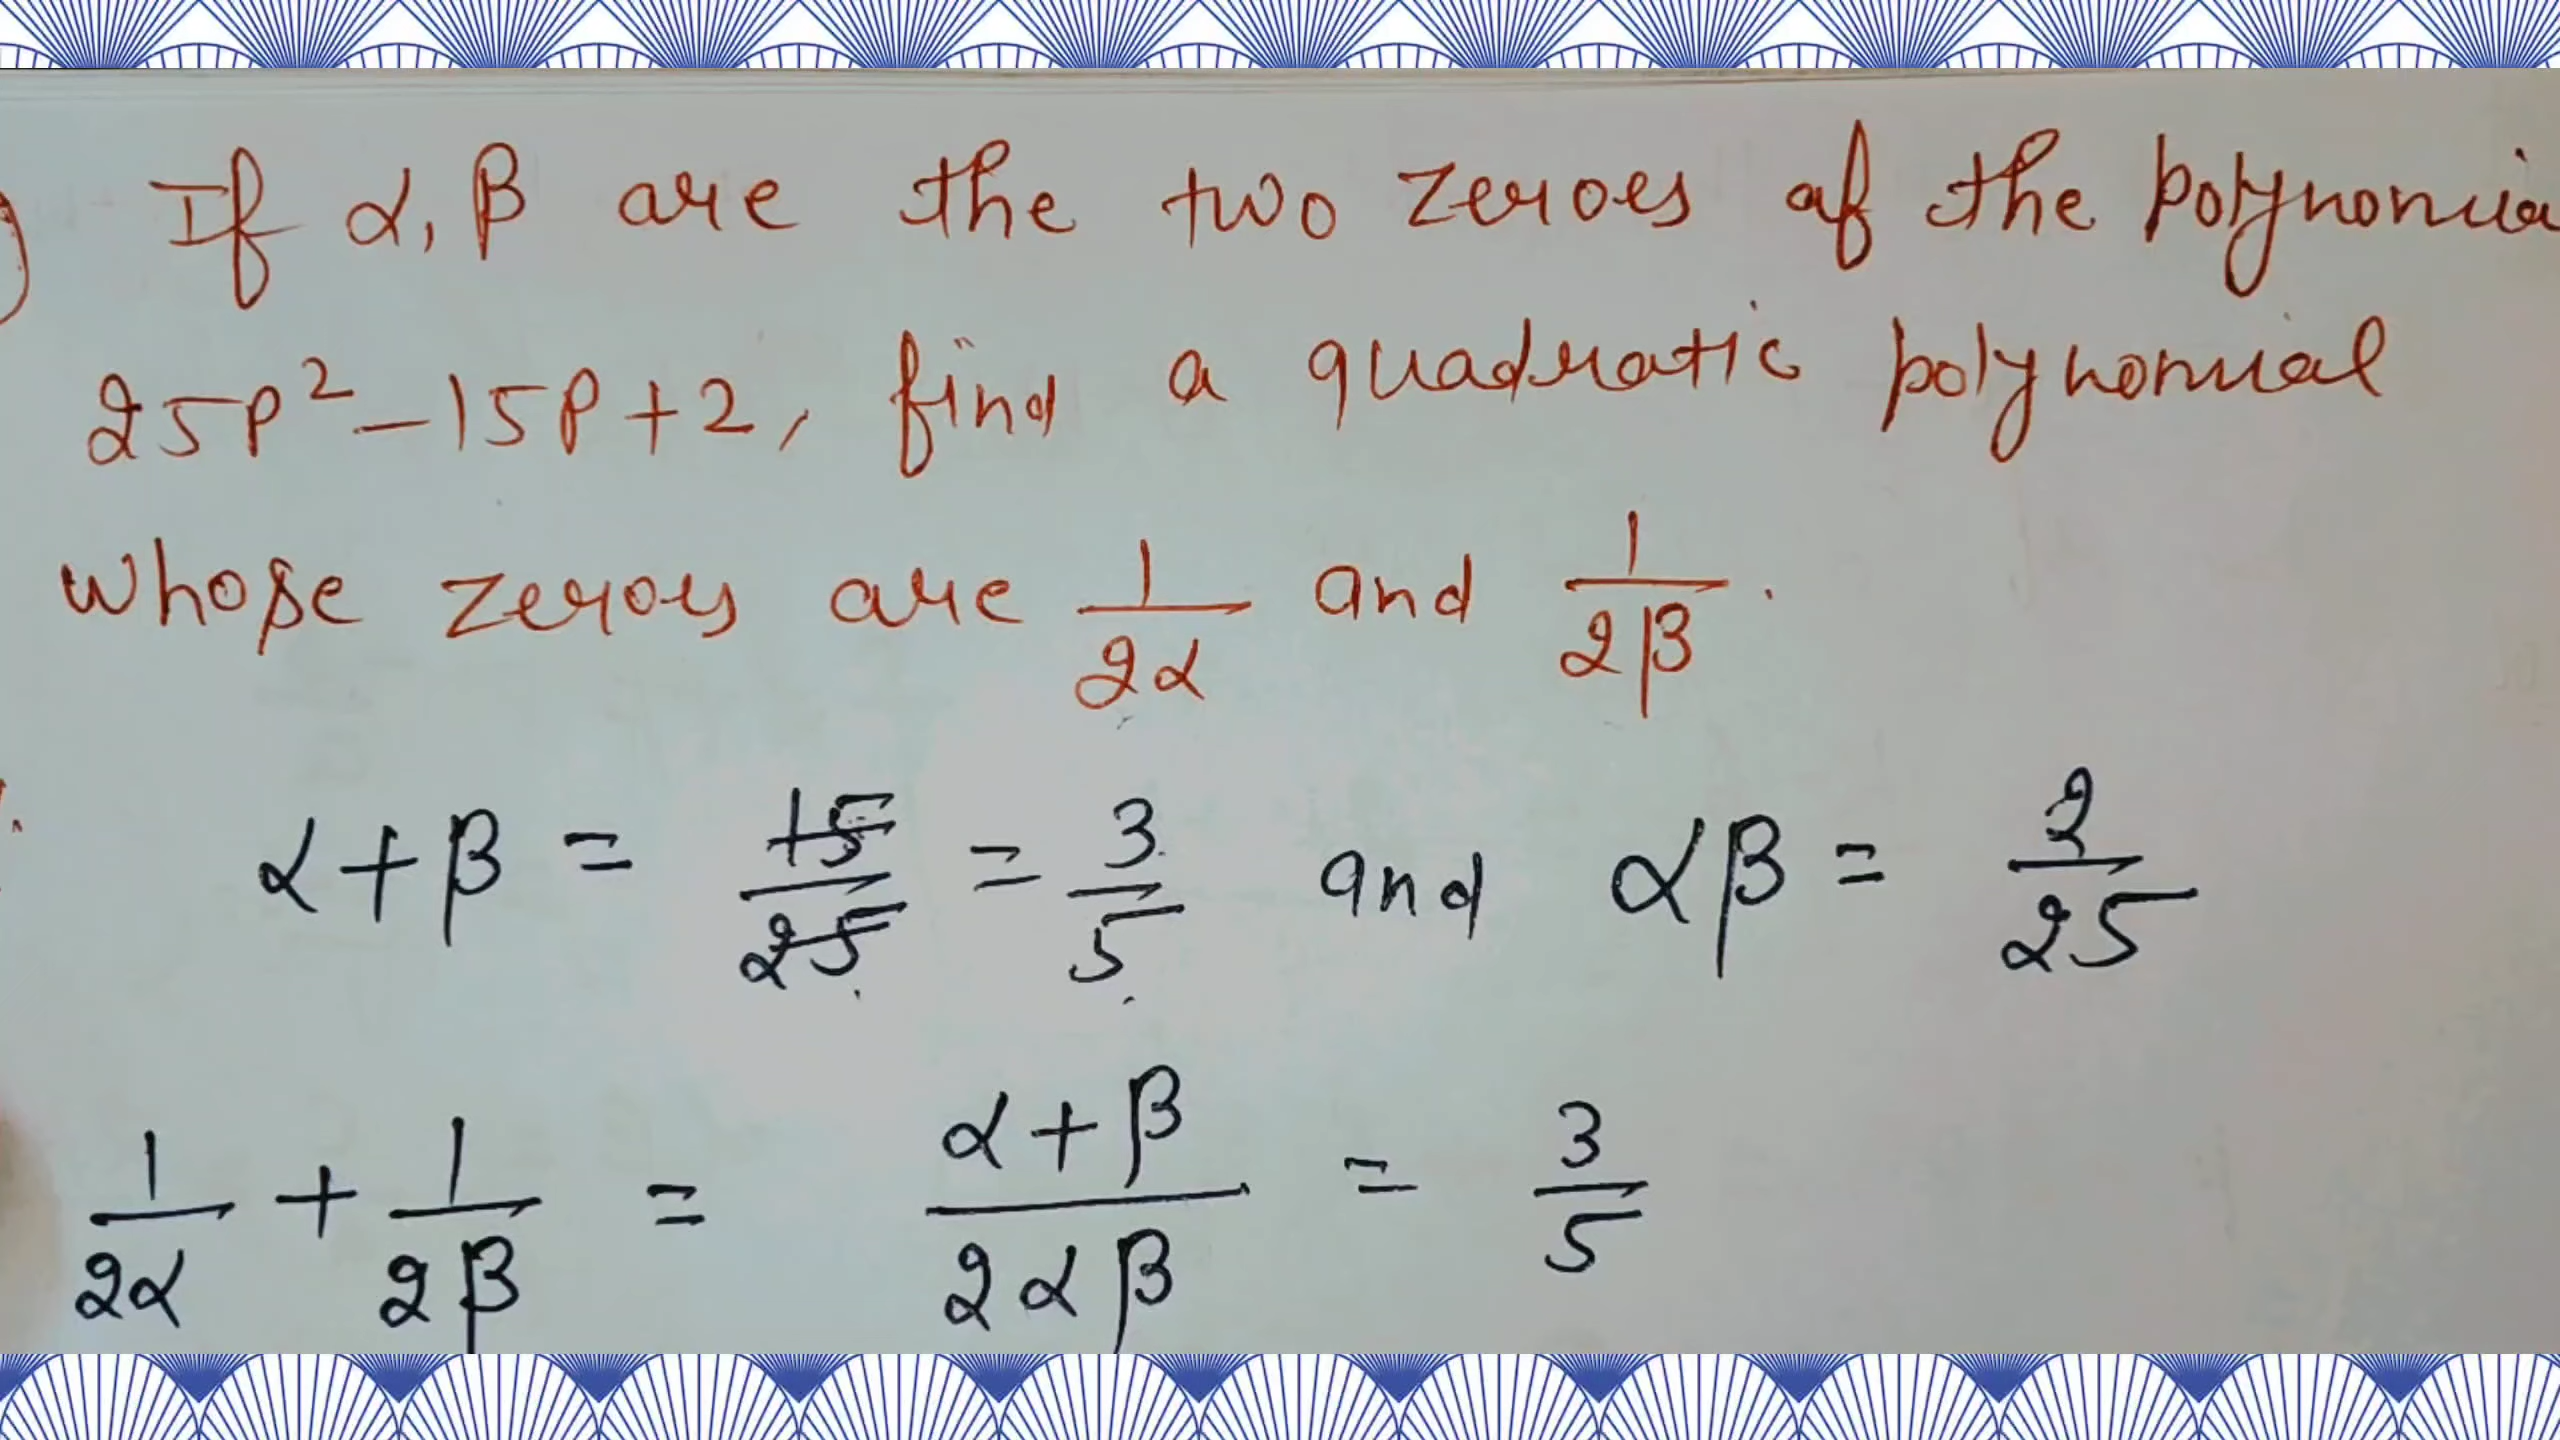 If α, β are the two zeroes of the polynomia
25p² - 15p + 2, find a quadratic polynomial
whose zeroes are 1/2α and 1/2β.
α + β = 15/25 = 3/5 and αβ = 2/25
1/2α + 1/2β = α + β/2αβ = 3/5